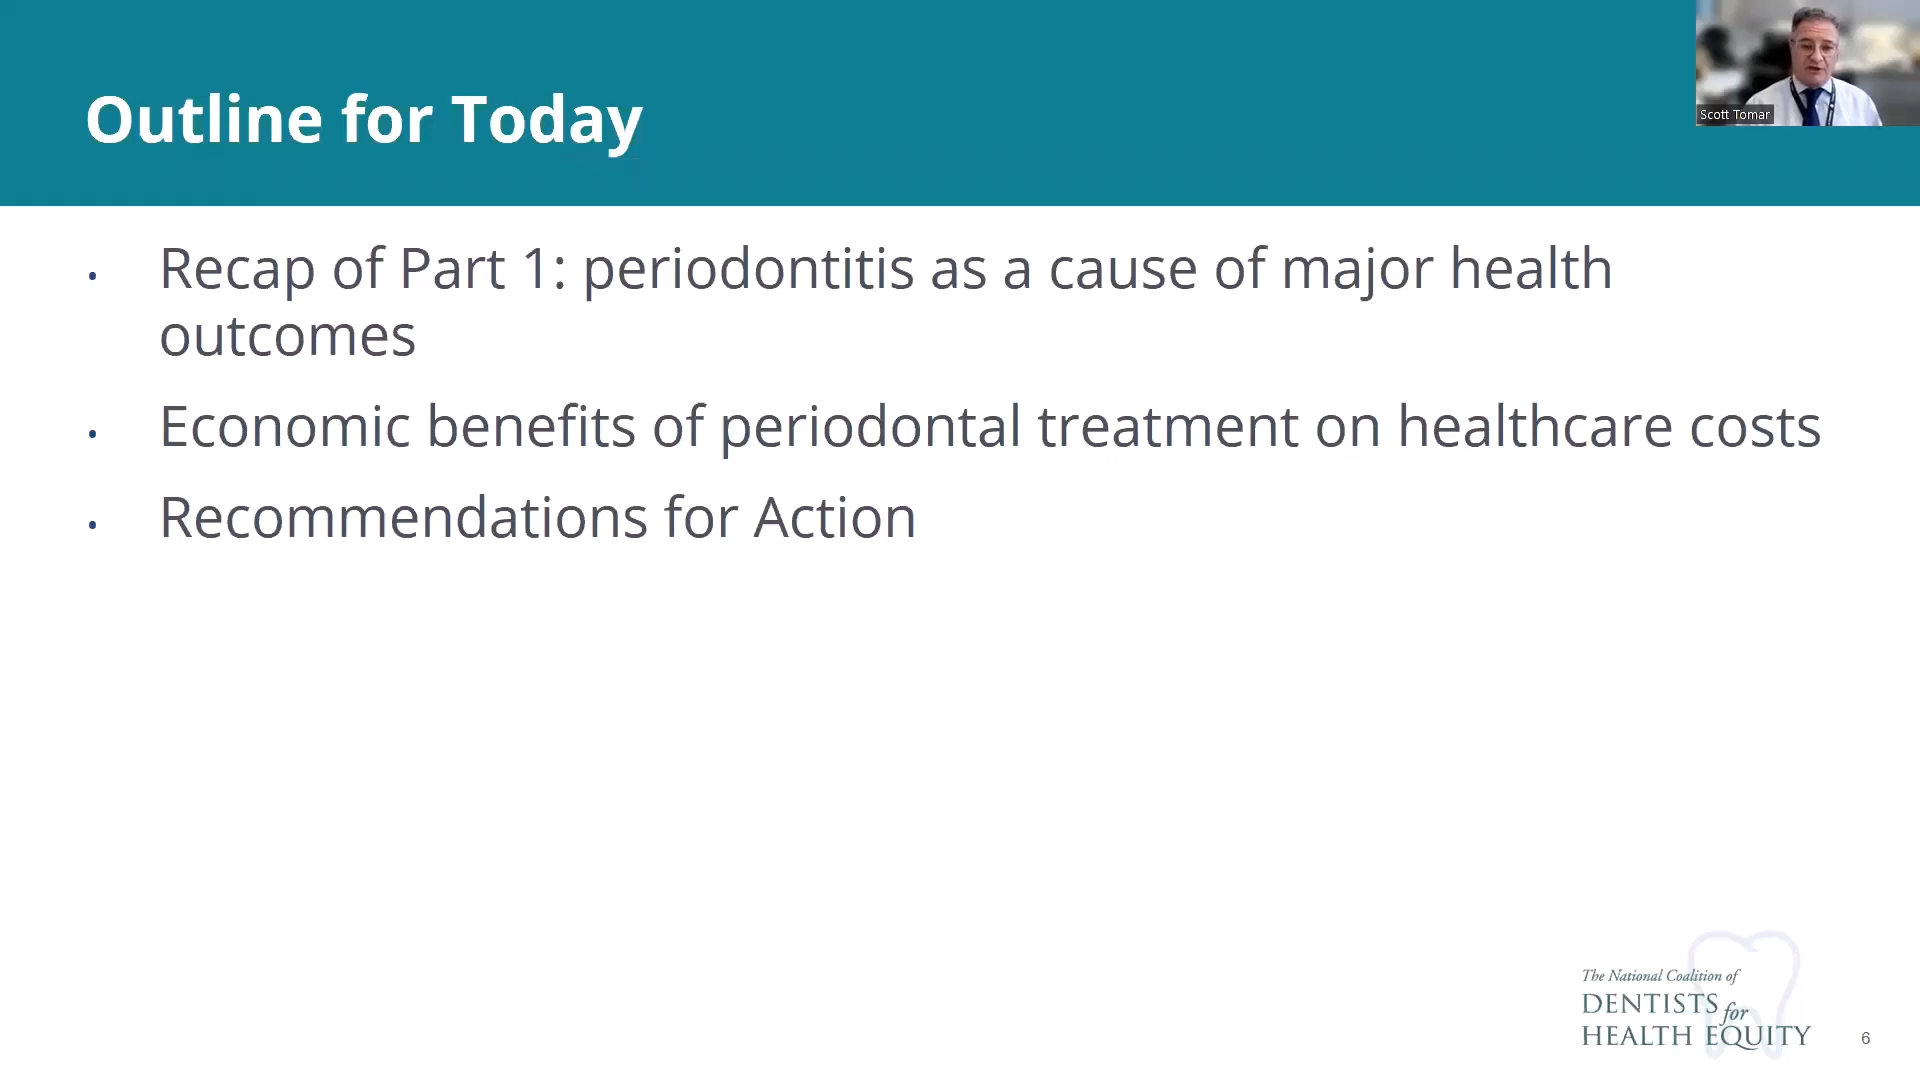 Outline for Today
Scott Tomar
• Recap of Part 1: periodontitis as a cause of major health
outcomes
• Economic benefits of periodontal treatment on healthcare costs
• Recommendations for Action
The National Coalition of
DENTISTS for
HEALTH EQUITY
6